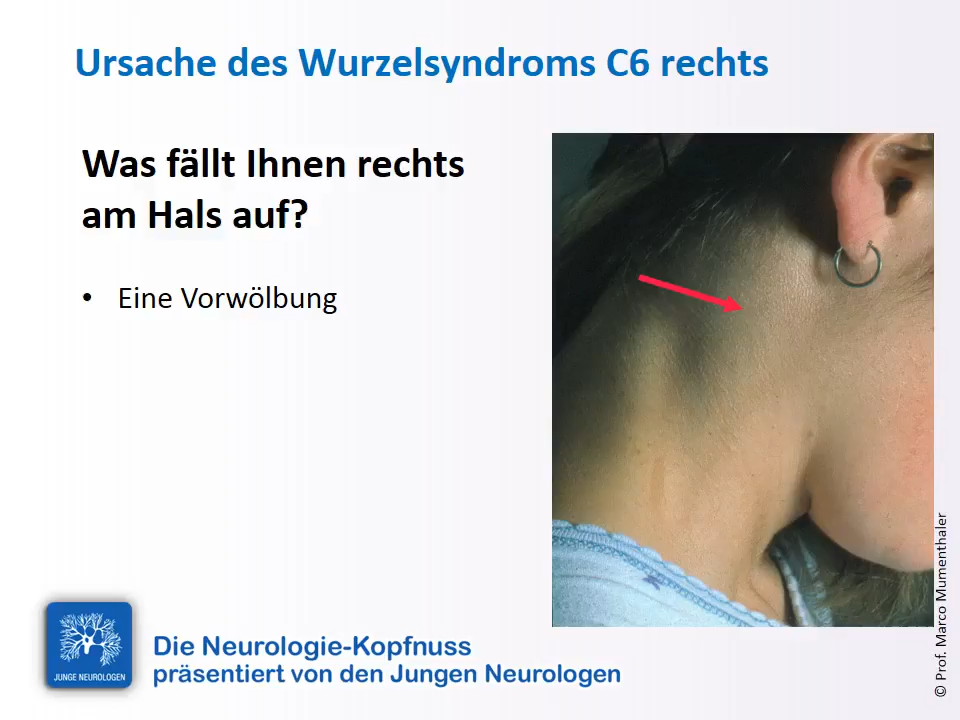 Ursache des Wurzelsyndroms C6 rechts
Was fällt Ihnen rechts
am Hals auf?
• Eine Vorwölbung
© Prof. Marco Mumenthaler
JUNGE NEUROLOGEN
Die Neurologie-Kopfnuss
präsentiert von den Jungen Neurologen